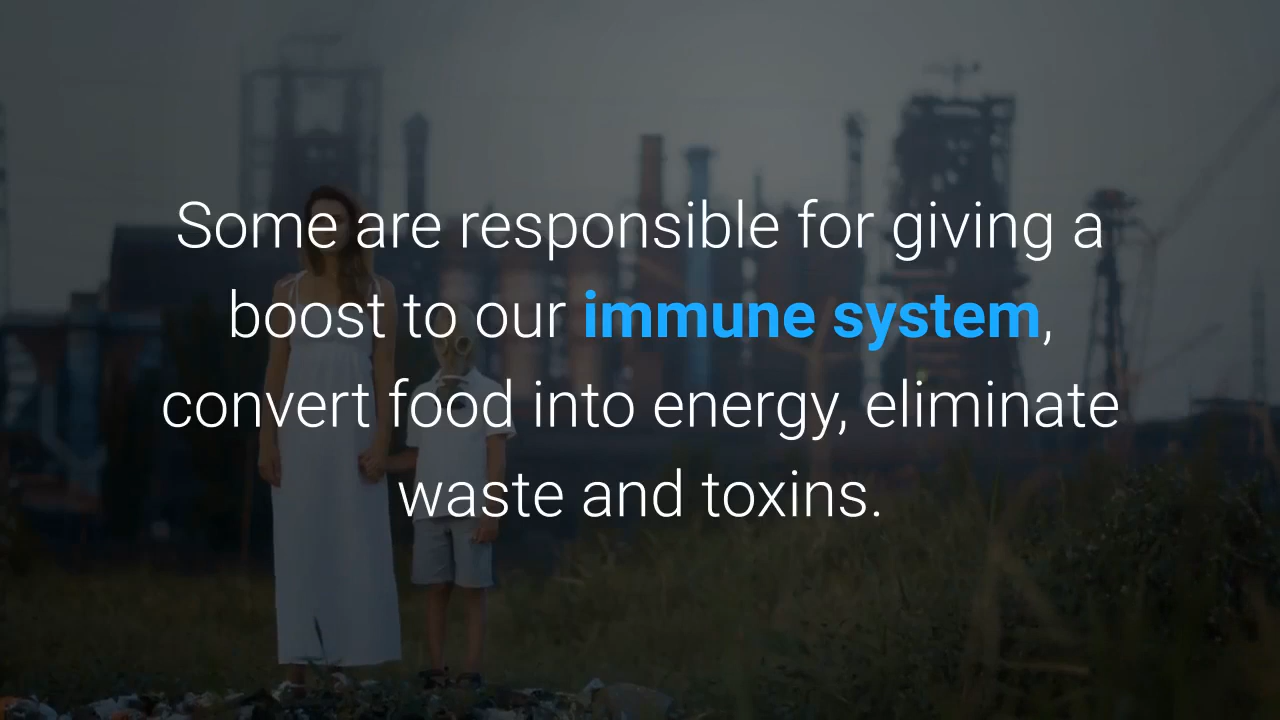 Some are responsible for giving a
boost to our immune system,
convert food into energy, eliminate
waste and toxins.